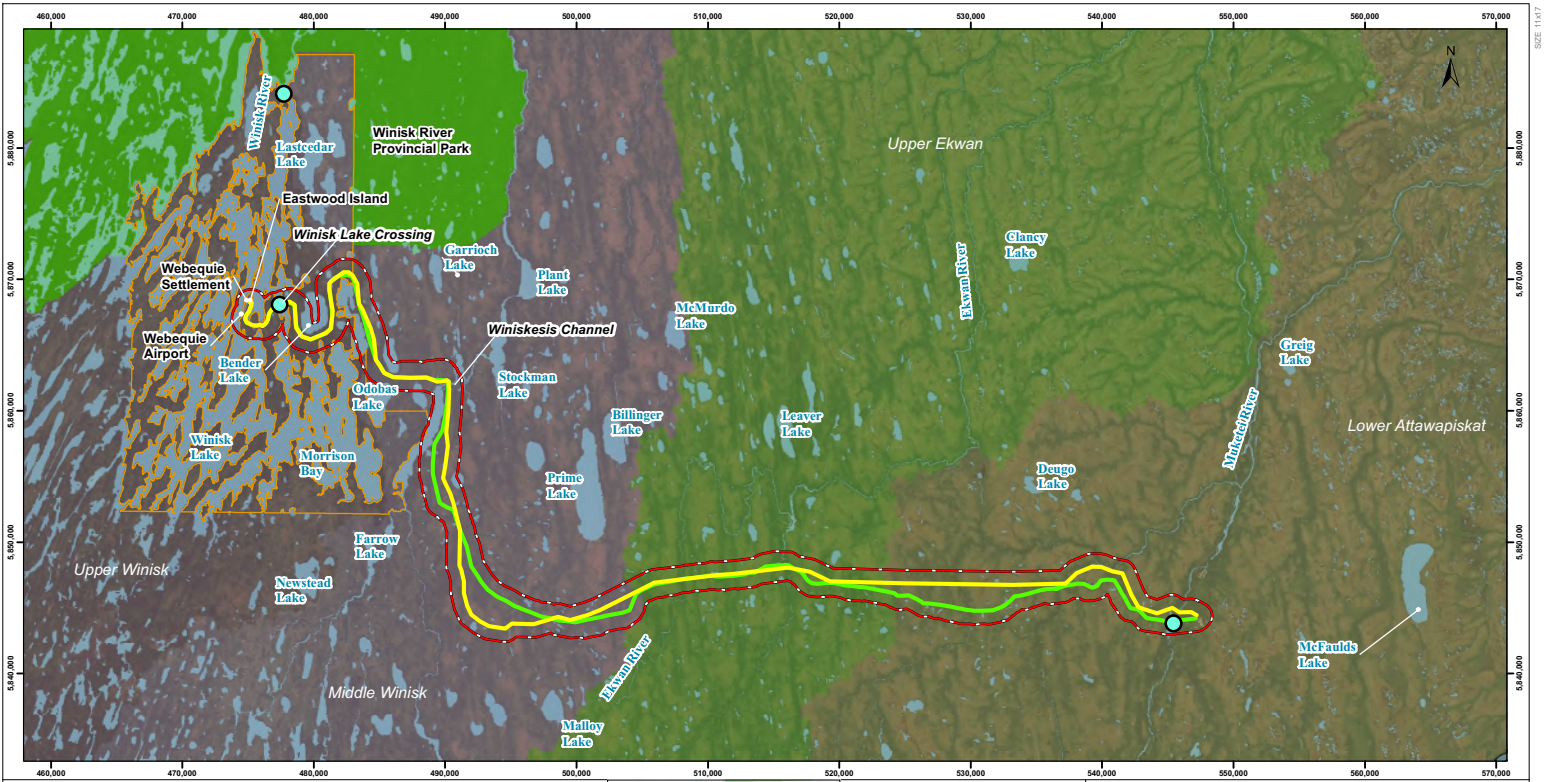 460,000 470,000 480,000 490,000 500,000 510,000 520,000 530,000 540,000 550,000 560,000 570,000
SIZE 11x17
N
Winisk River
Lastcedar
Lake
Winisk River
Provincial Park
Upper Ekwan
5,880,000
5,880,000
Eastwood Island
Winisk Lake Crossing
Garrioch
Lake
Clancy
Lake
Webequie
Settlement
Plant
Lake
Ekwan River
5,870,000
5,870,000
McMurdo
Lake
Winiskesis Channel
Webequie
Airport
Bender
Lake
Greig
Lake
Odobas
Lake
Stockman
Lake
5,860,000
5,860,000
Billinger
Lake
Leaver
Lake
Muketei River
Lower Attawapiskat
Winisk
Lake
Morrison
Bay
Prime
Lake
Deugo
Lake
5,850,000
5,850,000
Farrow
Lake
Upper Winisk
Newstead
Lake
5,840,000
5,840,000
Ekwan River
McFaulds
Lake
Middle Winisk
Malloy
Lake
460,000 470,000 480,000 490,000 500,000 510,000 520,000 530,000 540,000 550,000 560,000 570,000